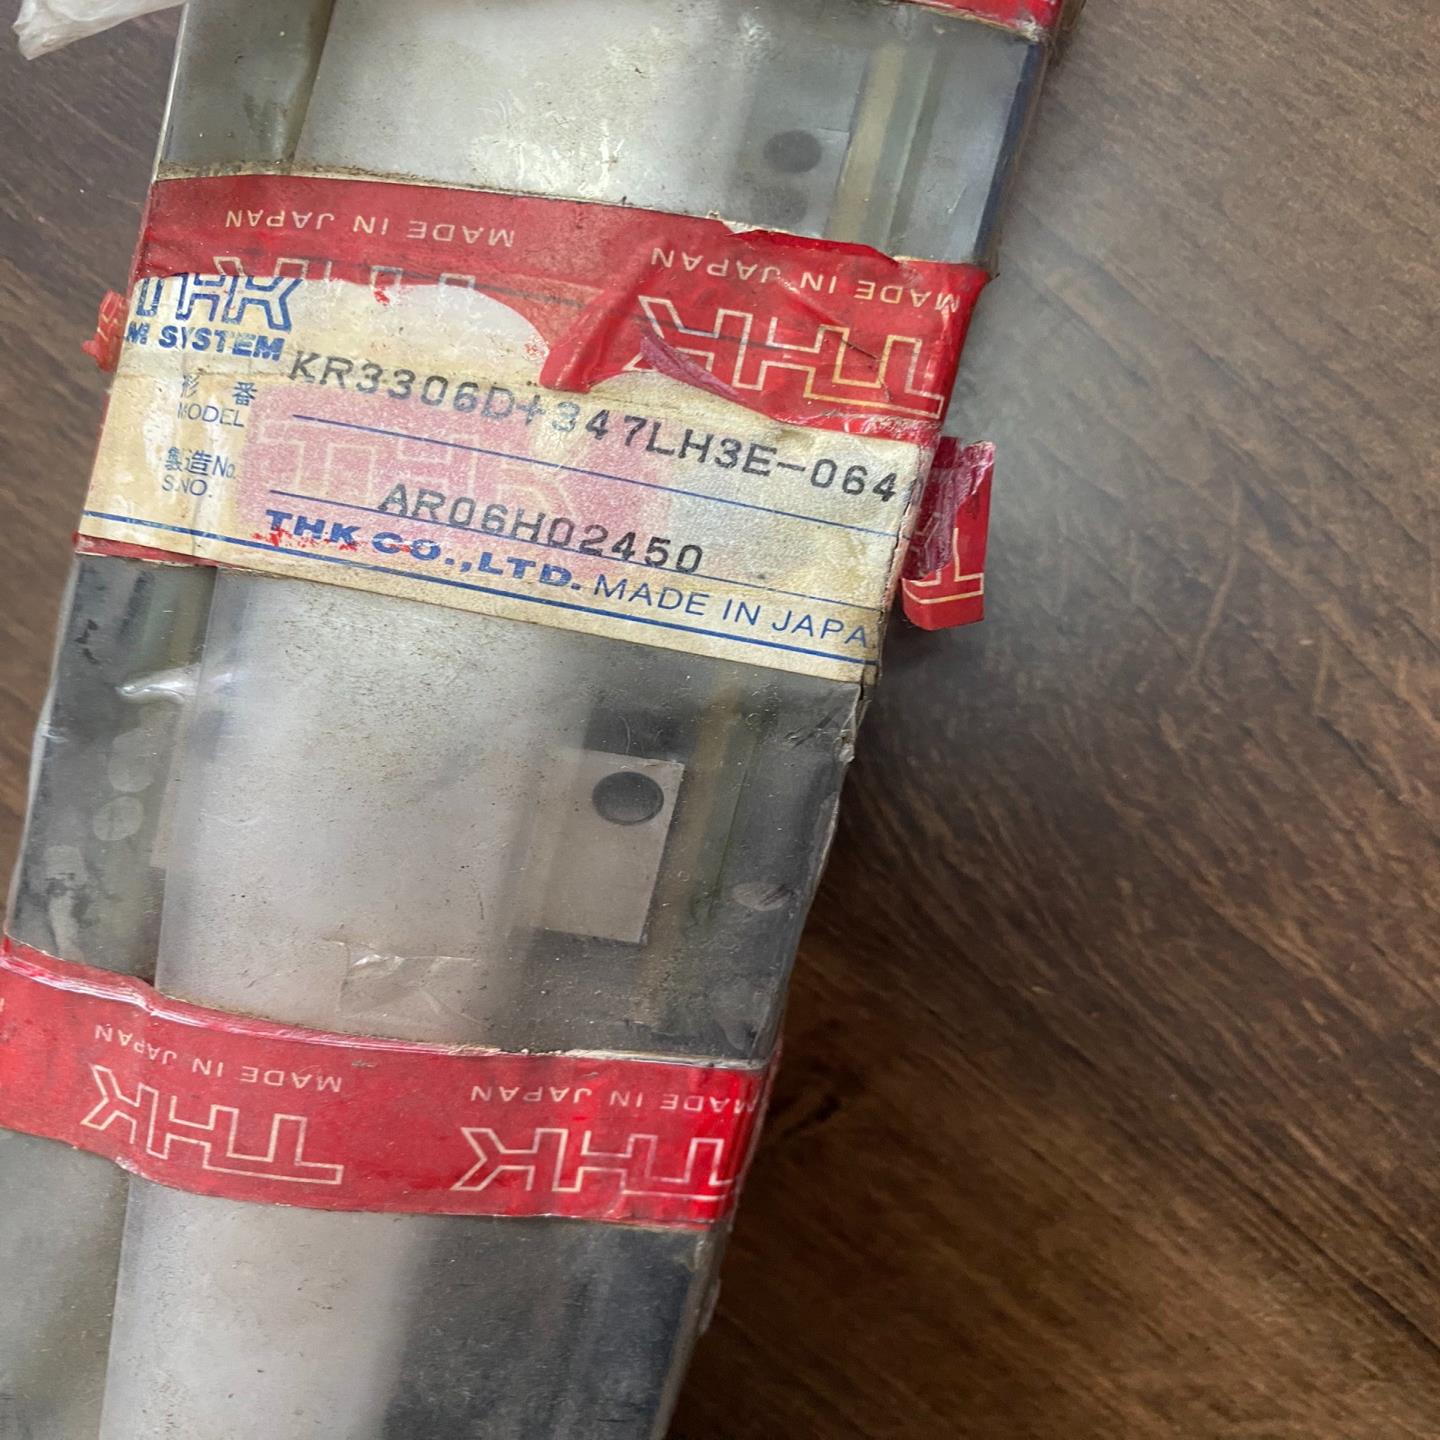 MADE IN JAPAN
MADE IN JAPAN
THK
THK
M SYSTEM
形 番
MODEL
KR3306D+347LH3E-064
製造No.
S.NO.
AR06H02450
THK CO.,LTD. MADE IN JAPA
MADE IN JAPAN
MADE IN JAPAN
THK
THK